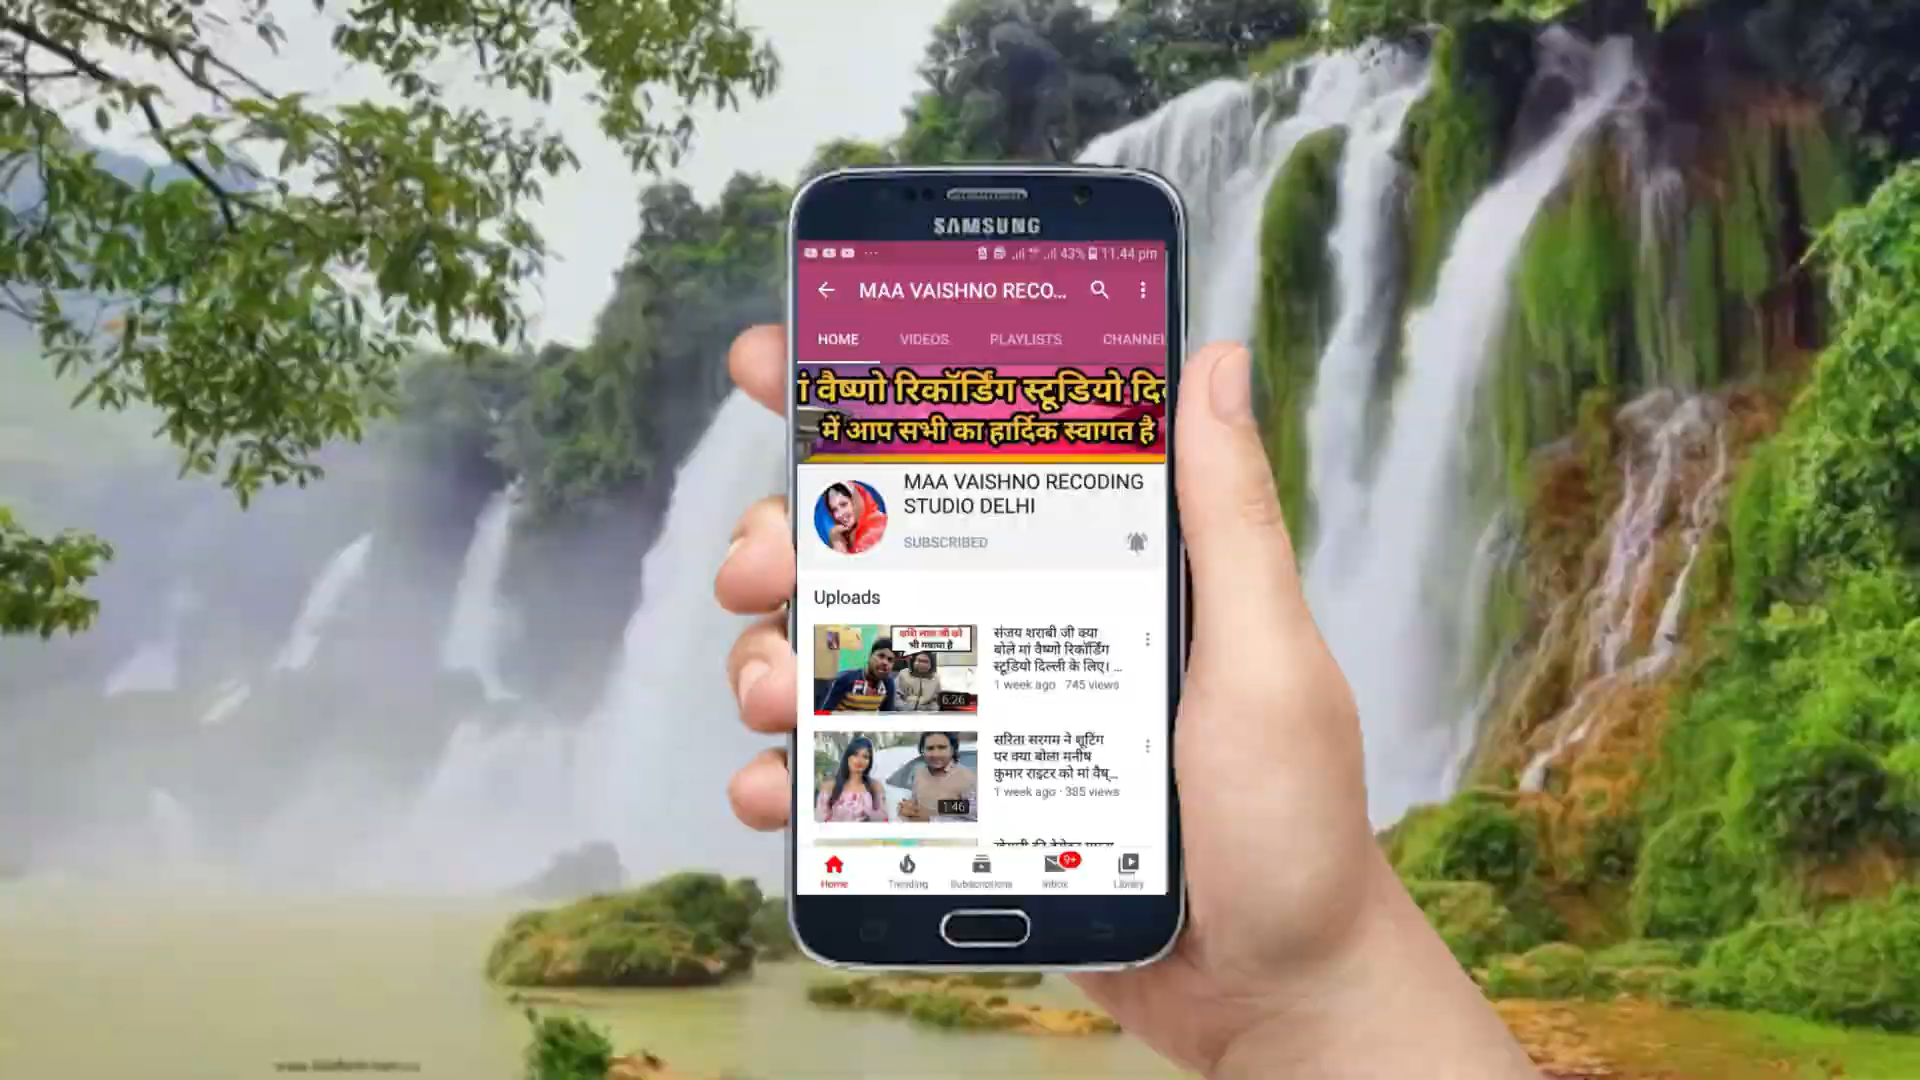 SAMSUNG
43% 11.44 pm
MAA VAISHNO RECO...
HOME VIDEOS PLAYLISTS CHANNEL
ां वैष्णो रिकॉर्डिंग स्टूडियो दि
में आप सभी का हार्दिक स्वागत है
MAA VAISHNO RECODING
STUDIO DELHI
SUBSCRIBED
Uploads
भी गवाया है
6:26
संजय शराबी जी क्या
बोले मां वैष्णो रिकॉर्डिंग
स्टूडियो दिल्ली के लिए। ...
1 week ago · 745 views
1:46
सरिता सरगम ने शूटिंग
पर क्या बोला मनीष
कुमार राइटर को मां वैष्...
1 week ago · 385 views
9+
Home Trending Subscriptions Inbox Library